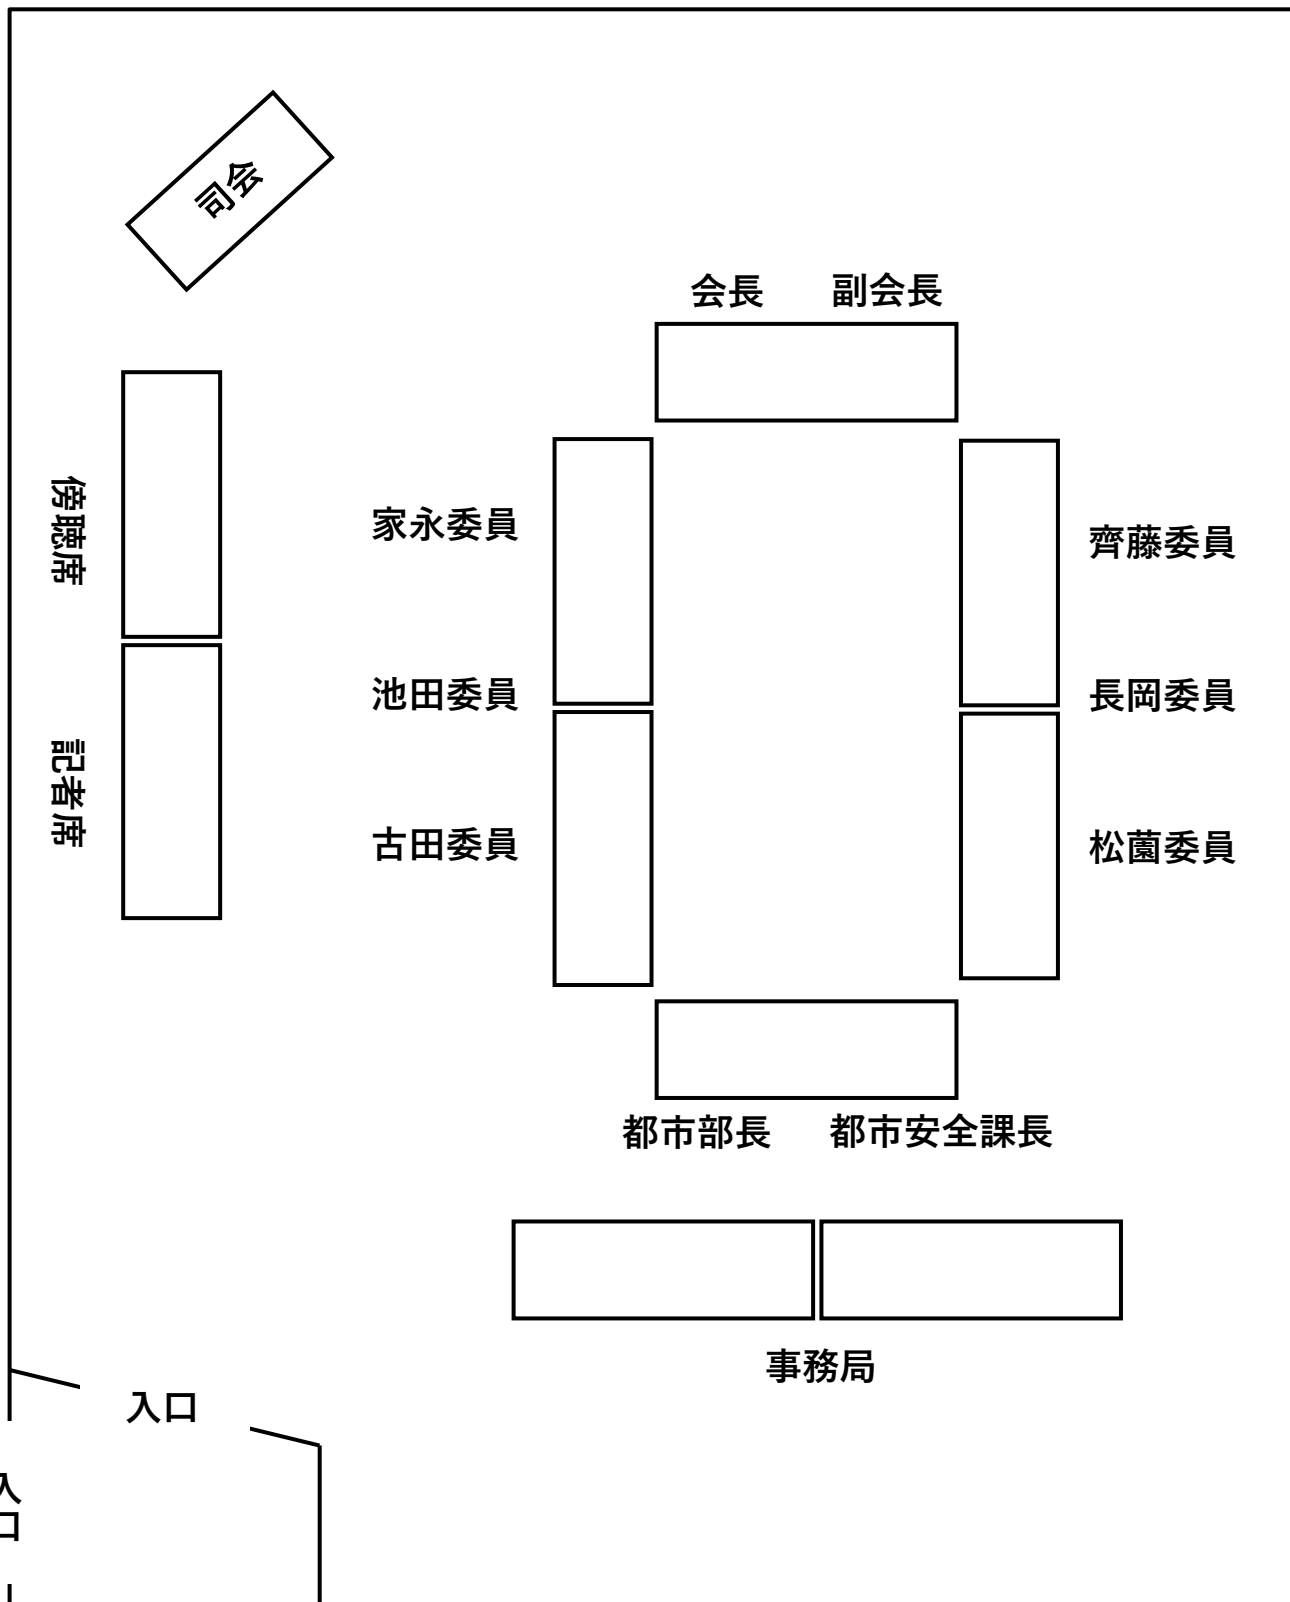 司会
会長
副会長
傍聴席
家永委員
齊藤委員
池田委員
長岡委員
記者席
古田委員
松薗委員
都市部長
都市安全課長
事務局
入口
入口